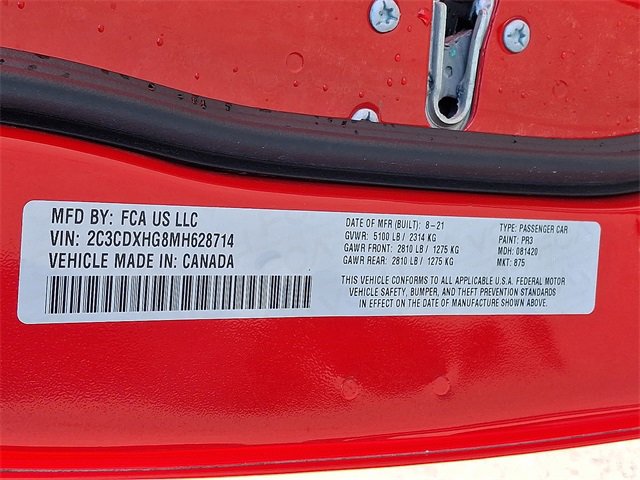 MFD BY: FCA US LLC
VIN: 2C3CDXHG8MH628714
VEHICLE MADE IN: CANADA
DATE OF MFR (BUILT): 8-21
GVWR: 5100 LB / 2314 KG
GAWR FRONT: 2810 LB / 1275 KG
GAWR REAR: 2810 LB / 1275 KG
TYPE: PASSENGER CAR
PAINT: PR3
MDH: 081420
MKT: 875
THIS VEHICLE CONFORMS TO ALL APPLICABLE U.S.A. FEDERAL MOTOR
VEHICLE SAFETY, BUMPER, AND THEFT PREVENTION STANDARDS
IN EFFECT ON THE DATE OF MANUFACTURE SHOWN ABOVE.